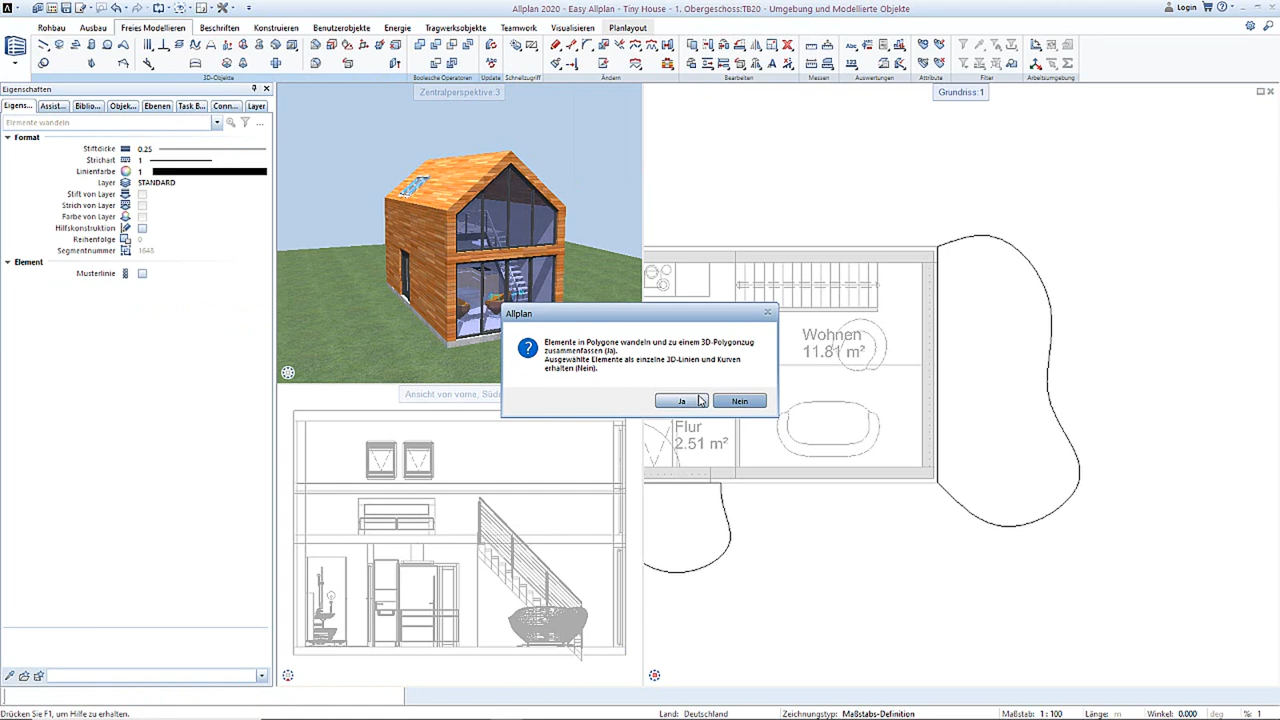 Allplan 2020 - Easy Allplan - Tiny House - 1. Obergeschoss:TB20 - Umgebung und Modellierte Objekte
Login
Rohbau Ausbau Freies Modellieren Beschriften Konstruieren Benutzerobjekte Energie Tragwerksobjekte Teamwork Visualisieren Planlayout
3D-Objekte Boolesche Operatoren Update Schnellzugriff Ändern Bearbeiten Messen Auswertungen Attribute Filter Arbeitsumgebung
Eigenschaften
Eigens... Assist... Biblio... Objek... Ebenen Task B... Conn... Layer
Elemente wandeln
Format
Stiftdicke 0.25
Strichart 1
Linienfarbe 1
Layer STANDARD
Stift von Layer
Strich von Layer
Farbe von Layer
Hilfskonstruktion
Reihenfolge 0
Segmentnummer 1648
Element
Musterlinie
Zentralperspektive:3
Grundriss:1
Allplan
Elemente in Polygone wandeln und zu einem 3D-Polygonzug
zusammenfassen (Ja).
Ausgewählte Elemente als einzelne 3D-Linien und Kurven
erhalten (Nein).
Ja Nein
Ansicht von vorne, Süd
Wohnen
11.81 m²
Flur
2.51 m²
Drücken Sie F1, um Hilfe zu erhalten.
Land: Deutschland Zeichnungstyp: Maßstabs-Definition Maßstab: 1 : 100 Länge: m Winkel: 0.000 deg %: 1